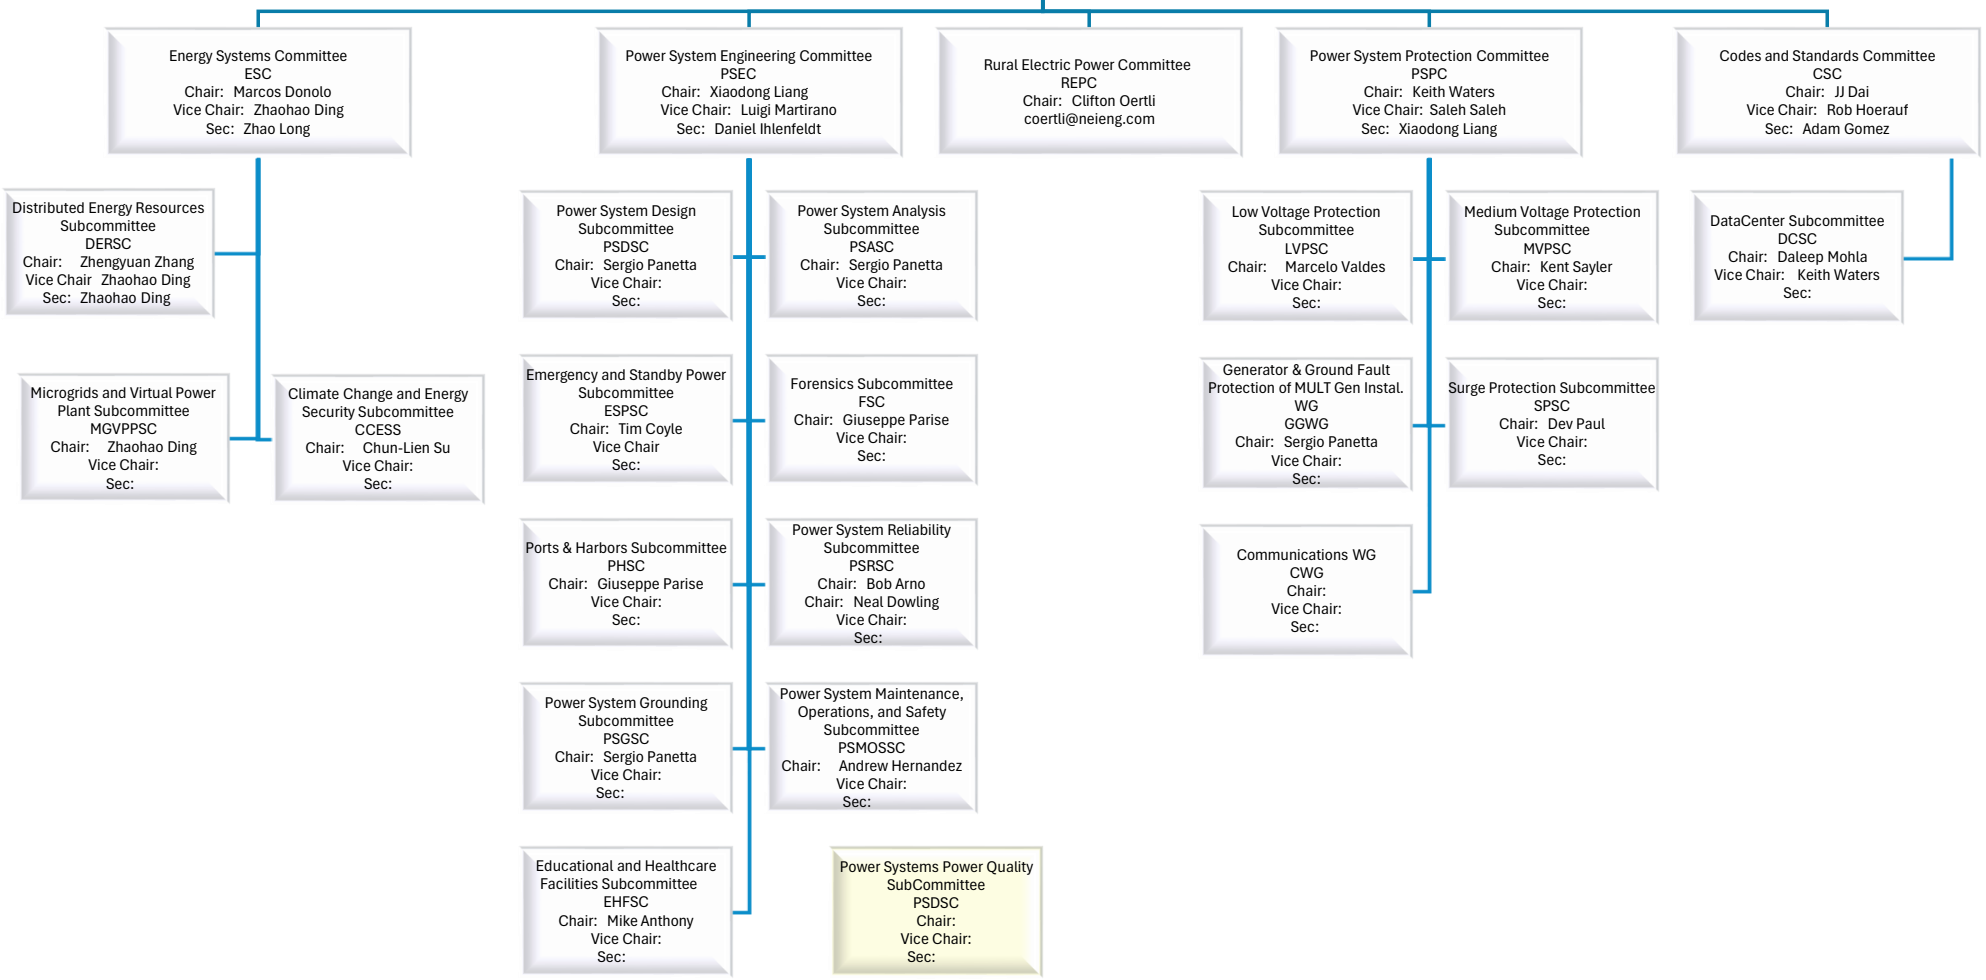 Energy Systems Committee
ESC
Chair: Marcos Donolo
Vice Chair: Zhaohao Ding
Sec: Zhao Long
Power System Engineering Committee
PSEC
Chair: Xiaodong Liang
Vice Chair: Luigi Martirano
Sec: Daniel Ihlenfeldt
Rural Electric Power Committee
REPC
Chair: Clifton Oertli
coertli@neieng.com
Power System Protection Committee
PSPC
Chair: Keith Waters
Vice Chair: Saleh Saleh
Sec: Xiaodong Liang
Codes and Standards Committee
CSC
Chair: JJ Dai
Vice Chair: Rob Hoerauf
Sec: Adam Gomez
Distributed Energy Resources
Subcommittee
DERSC
Chair: Zhengyuan Zhang
Vice Chair Zhaohao Ding
Sec: Zhaohao Ding
Microgrids and Virtual Power
Plant Subcommittee
MGVPPSC
Chair: Zhaohao Ding
Vice Chair:
Sec:
Climate Change and Energy
Security Subcommittee
CCESS
Chair: Chun-Lien Su
Vice Chair:
Sec:
Power System Design
Subcommittee
PSDSC
Chair: Sergio Panetta
Vice Chair:
Sec:
Power System Analysis
Subcommittee
PSASC
Chair: Sergio Panetta
Vice Chair:
Sec:
Emergency and Standby Power
Subcommittee
ESPSC
Chair: Tim Coyle
Vice Chair
Sec:
Forensics Subcommittee
FSC
Chair: Giuseppe Parise
Vice Chair:
Sec:
Ports & Harbors Subcommittee
PHSC
Chair: Giuseppe Parise
Vice Chair:
Sec:
Power System Reliability
Subcommittee
PSRSC
Chair: Bob Arno
Chair: Neal Dowling
Vice Chair:
Sec:
Power System Grounding
Subcommittee
PSGSC
Chair: Sergio Panetta
Vice Chair:
Sec:
Power System Maintenance,
Operations, and Safety
Subcommittee
PSMOSSC
Chair: Andrew Hernandez
Vice Chair:
Sec:
Educational and Healthcare
Facilities Subcommittee
EHFSC
Chair: Mike Anthony
Vice Chair:
Sec:
Power Systems Power Quality
SubCommittee
PSDSC
Chair:
Vice Chair:
Sec:
Low Voltage Protection
Subcommittee
LVPSC
Chair: Marcelo Valdes
Vice Chair:
Sec:
Medium Voltage Protection
Subcommittee
MVPSC
Chair: Kent Sayler
Vice Chair:
Sec:
Generator & Ground Fault
Protection of MULT Gen Instal.
WG
GGWG
Chair: Sergio Panetta
Vice Chair:
Sec:
Surge Protection Subcommittee
SPSC
Chair: Dev Paul
Vice Chair:
Sec:
Communications WG
CWG
Chair:
Vice Chair:
Sec:
DataCenter Subcommittee
DCSC
Chair: Daleep Mohla
Vice Chair: Keith Waters
Sec: